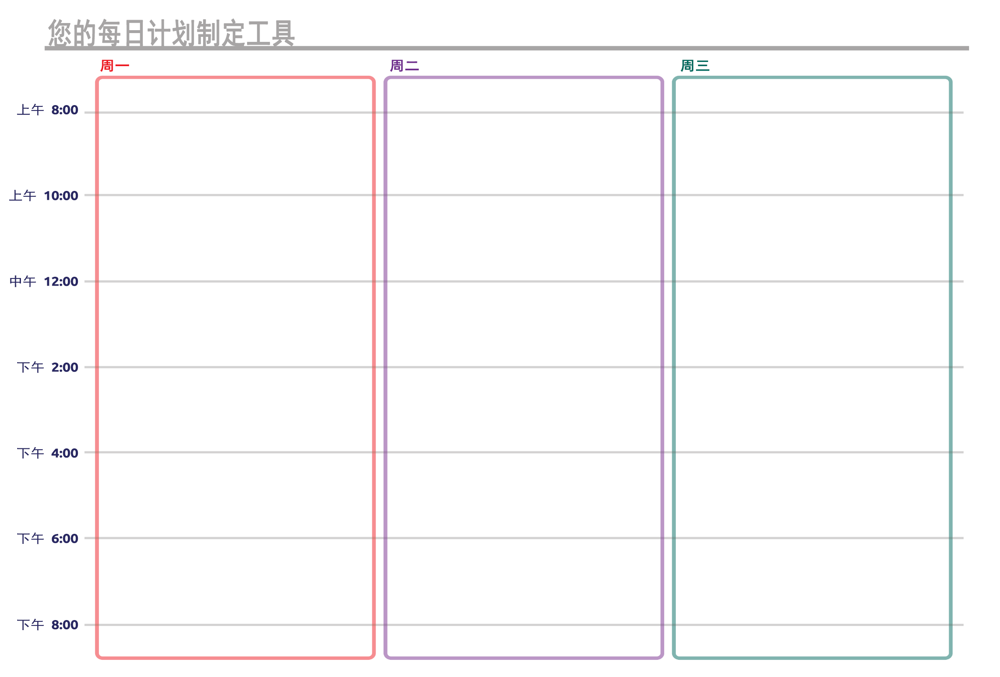 您的每日计划制定工具
周一 周二 周三
上午 8:00
上午 10:00
中午 12:00
下午 2:00
下午 4:00
下午 6:00
下午 8:00